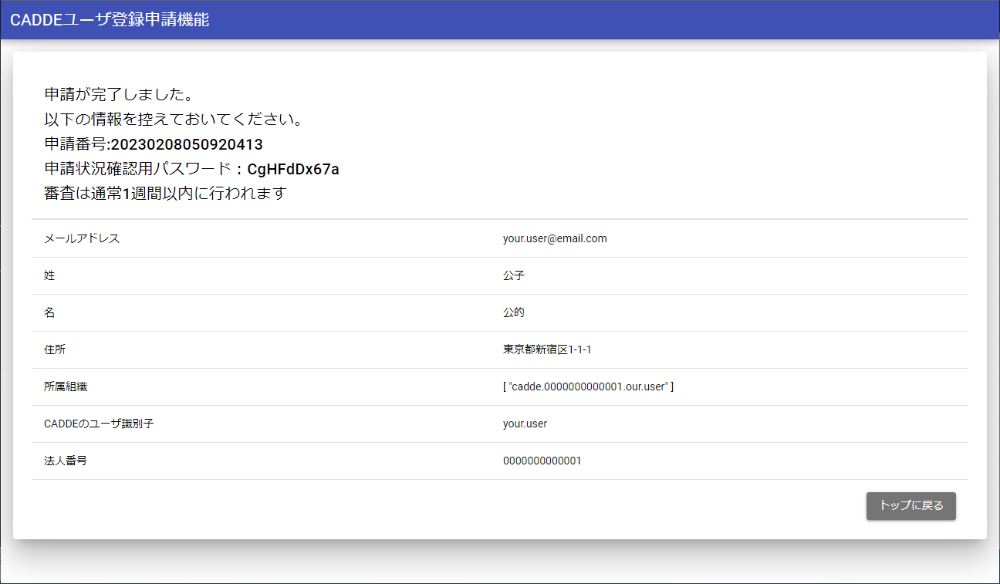 CADDEユーザ登録申請機能
申請が完了しました。
以下の情報を控えておいてください。
申請番号:20230208050920413
申請状況確認用パスワード：CgHFdDx67a
審査は通常1週間以内に行われます
メールアドレス your.user@email.com
姓 公子
名 公的
住所 東京都新宿区1-1-1
所属組織 [ "cadde.0000000000001.our.user" ]
CADDEのユーザ識別子 your.user
法人番号 0000000000001
トップに戻る